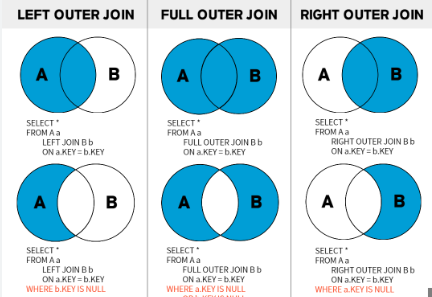 LEFT OUTER JOIN
FULL OUTER JOIN
RIGHT OUTER JOIN
A B
A B
A B
SELECT *
FROM A a
LEFT JOIN B b
ON a.KEY = b.KEY
SELECT *
FROM A a
FULL OUTER JOIN B b
ON a.KEY = b.KEY
SELECT *
FROM A a
RIGHT OUTER JOIN B b
ON a.KEY = b.KEY
A B
A B
A B
SELECT *
FROM A a
LEFT JOIN B b
ON a.KEY = b.KEY
WHERE b.KEY IS NULL
SELECT *
FROM A a
FULL OUTER JOIN B b
ON a.KEY = b.KEY
WHERE a.KEY IS NULL
SELECT *
FROM A a
RIGHT OUTER JOIN B b
ON a.KEY = b.KEY
WHERE a.KEY IS NULL